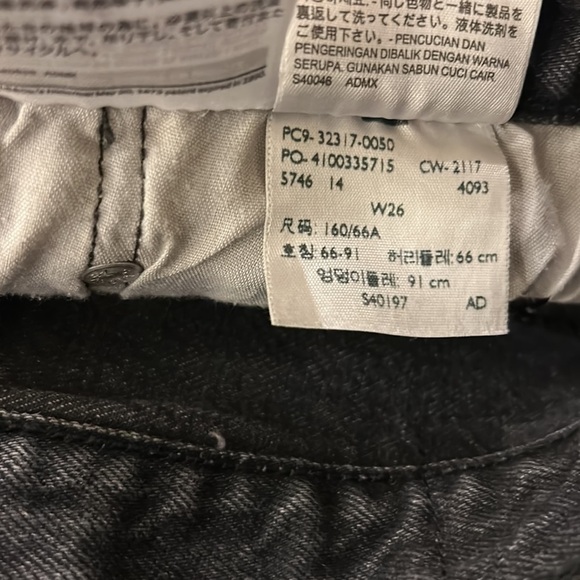 同じ色物と一緒に製品を
裏返して洗ってください。液体洗剤を
ご使用下さい。- PENCUCIAN DAN
PENGERINGAN DIBALIK DENGAN WARNA
SERUPA. GUNAKAN SABUN CUCI CAIR
S40046 ADMX
PC9-32317-0050
PO-4100335715 CW-2117
5746 14 4093
W26
尺码: 160/66A
호칭: 66-91 허리둘레: 66 cm
엉덩이둘레: 91 cm
S40197 AD